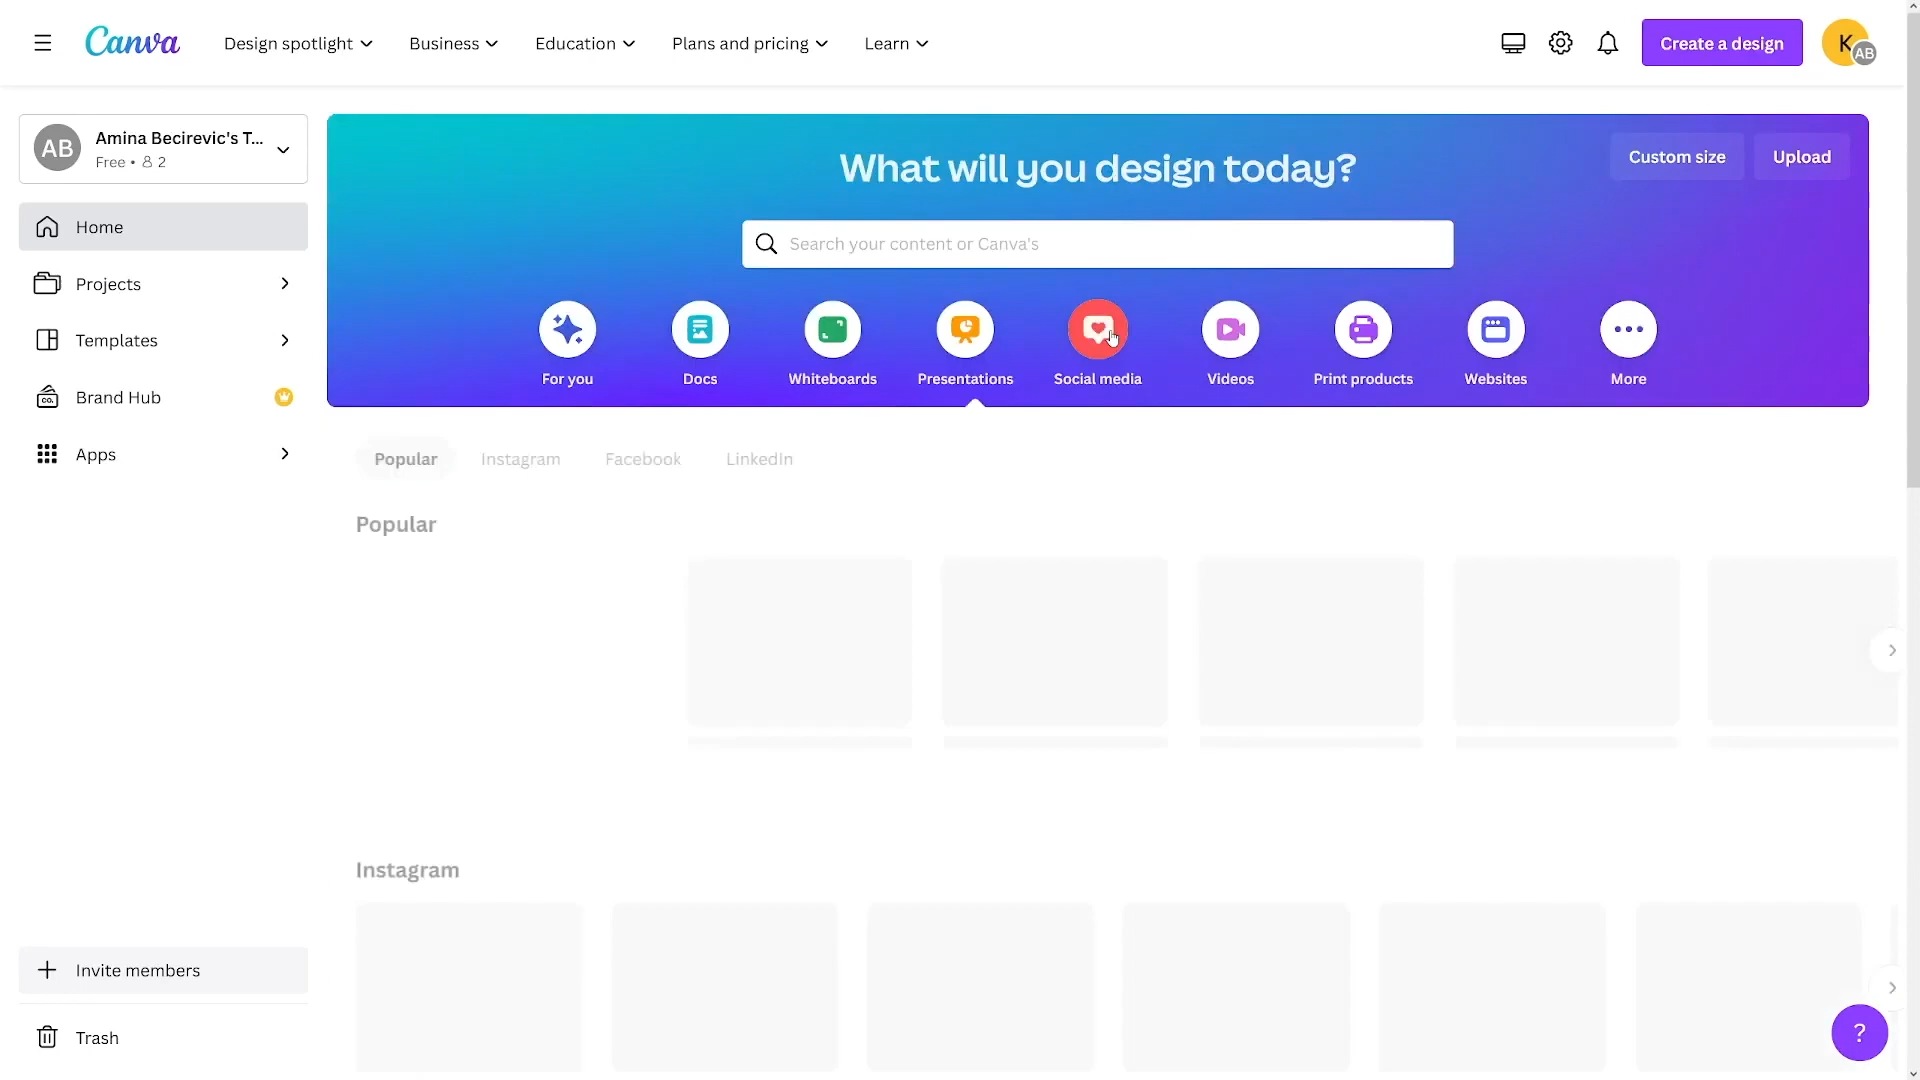 Canva
Design spotlight
Business
Education
Plans and pricing
Learn
Create a design
K
AB
AB
Amina Becirevic's T...
Free • 2
Home
Projects
Templates
Brand Hub
Apps
Invite members
Trash
What will you design today?
Custom size
Upload
Search your content or Canva's
For you
Docs
Whiteboards
Presentations
Social media
Videos
Print products
Websites
More
Popular
Instagram
Facebook
LinkedIn
Popular
Instagram
?